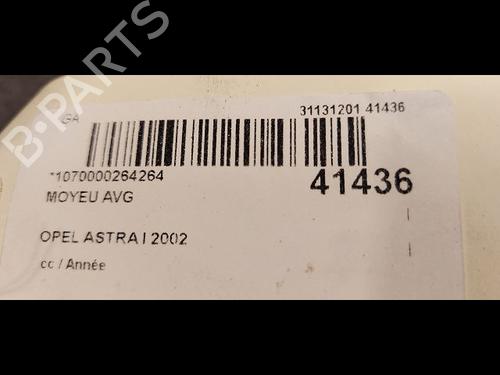 B-PARTS
GA
31131201 41436
*1070000264264
41436
MOYEU AVG
OPEL ASTRA I 2002
cc / Année